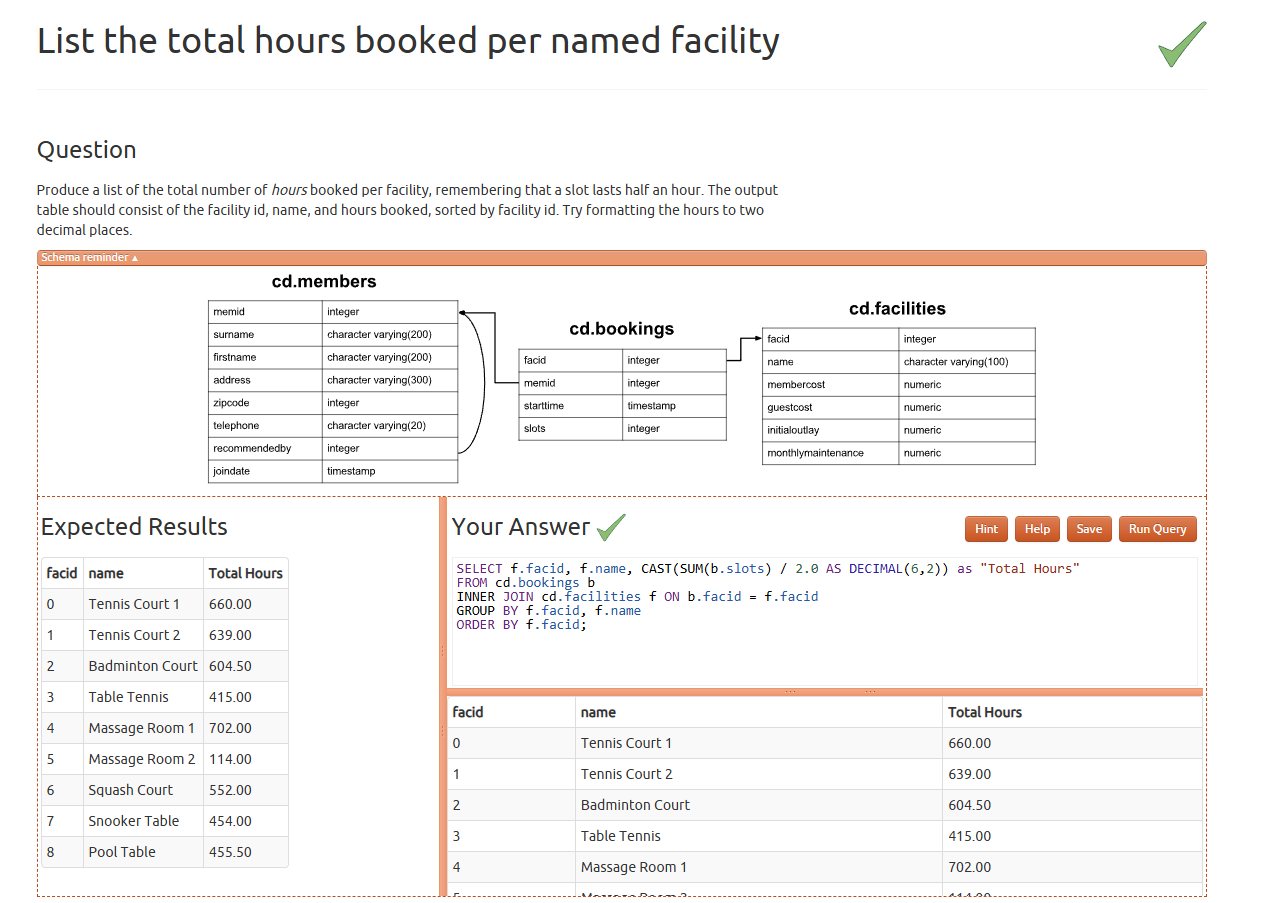 List the total hours booked per named facility
Question
Produce a list of the total number of hours booked per facility, remembering that a slot lasts half an hour. The output
table should consist of the facility id, name, and hours booked, sorted by facility id. Try formatting the hours to two
decimal places.
Schema reminder ▴
cd.members
memid integer
surname character varying(200)
firstname character varying(200)
address character varying(300)
zipcode integer
telephone character varying(20)
recommendedby integer
joindate timestamp
cd.bookings
facid integer
memid integer
starttime timestamp
slots integer
cd.facilities
facid integer
name character varying(100)
membercost numeric
guestcost numeric
initialoutlay numeric
monthlymaintenance numeric
Expected Results
facid name Total Hours
0 Tennis Court 1 660.00
1 Tennis Court 2 639.00
2 Badminton Court 604.50
3 Table Tennis 415.00
4 Massage Room 1 702.00
5 Massage Room 2 114.00
6 Squash Court 552.00
7 Snooker Table 454.00
8 Pool Table 455.50
Your Answer
Hint Help Save Run Query
SELECT f.facid, f.name, CAST(SUM(b.slots) / 2.0 AS DECIMAL(6,2)) as "Total Hours"
FROM cd.bookings b
INNER JOIN cd.facilities f ON b.facid = f.facid
GROUP BY f.facid, f.name
ORDER BY f.facid;
facid name Total Hours
0 Tennis Court 1 660.00
1 Tennis Court 2 639.00
2 Badminton Court 604.50
3 Table Tennis 415.00
4 Massage Room 1 702.00